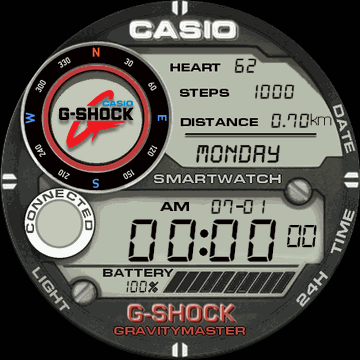 CASIO
HEART 62
STEPS 1000
DISTANCE 0.70km
MONDAY
N
30
60
E
120
150
S
210
240
W
300
330
CASIO
G-SHOCK
SMARTWATCH
DATE
CONNECTED
AM 07-01
00:00 00
TIME
BATTERY
100%
LIGHT
24H
G-SHOCK
GRAVITYMASTER